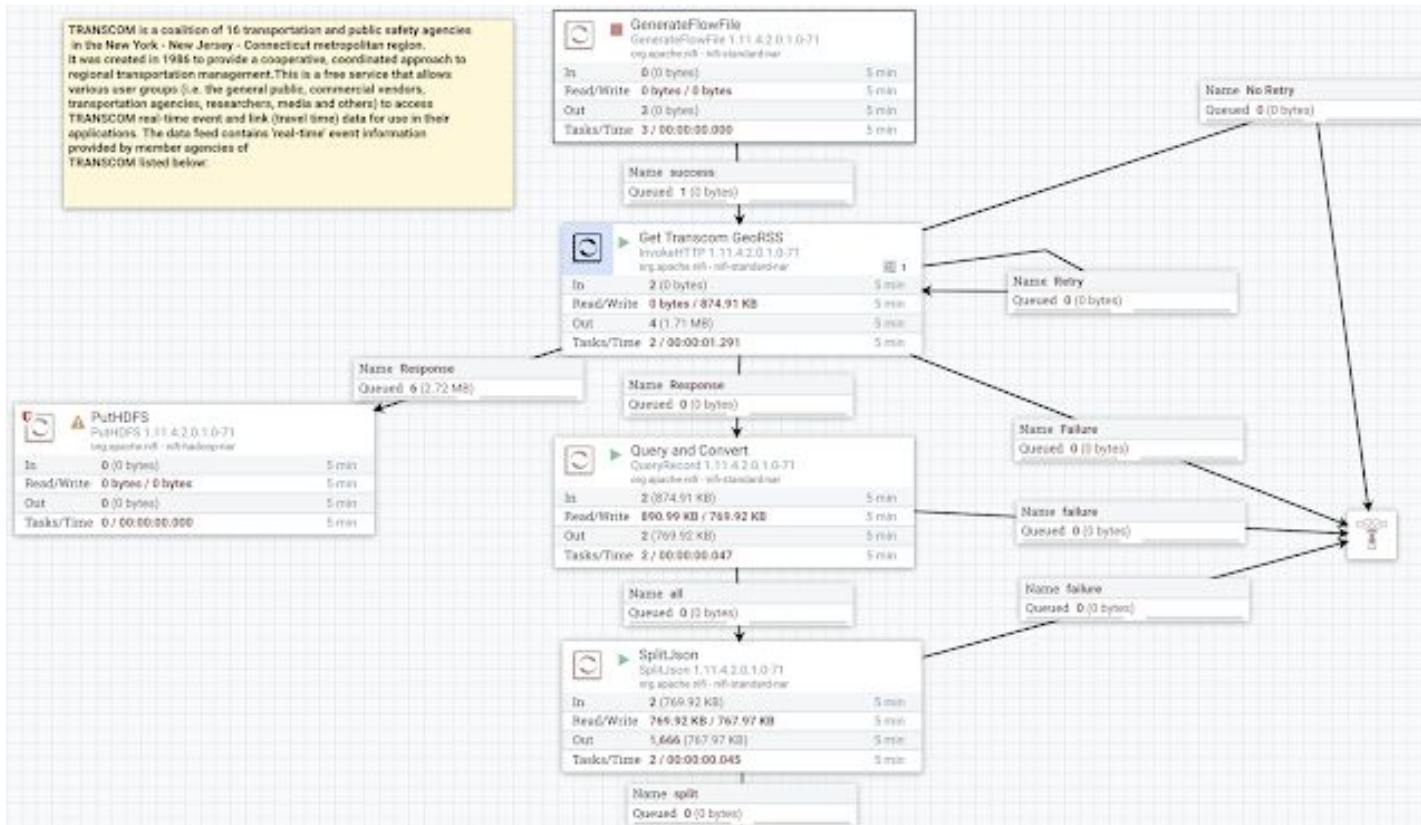 TRANSCOM is a coalition of 16 transportation and public safety agencies
in the New York - New Jersey - Connecticut metropolitan region.
It was created in 1986 to provide a cooperative, coordinated approach to
regional transportation management.This is a free service that allows
various user groups (i.e. the general public, commercial vendors,
transportation agencies, researchers, media and others) to access
TRANSCOM real-time event and link (travel time) data for use in their
applications. The data feed contains 'real-time' event information
provided by member agencies of
TRANSCOM listed below:
GenerateFlowFile
GenerateFlowFile 1.11.4.2.0.1.0-71
org.apache.nifi - nifi-standard-nar
In 0 (0 bytes) 5 min
Read/Write 0 bytes / 0 bytes 5 min
Out 3 (0 bytes) 5 min
Tasks/Time 3 / 00:00:00.000 5 min
Name No Retry
Queued 0 (0 bytes)
Name success
Queued 1 (0 bytes)
Get Transcom GeoRSS
InvokeHTTP 1.11.4.2.0.1.0-71
org.apache.nifi - nifi-standard-nar
1
In 2 (0 bytes) 5 min
Read/Write 0 bytes / 874.91 KB 5 min
Out 4 (1.71 MB) 5 min
Tasks/Time 2 / 00:00:01.291 5 min
Name Retry
Queued 0 (0 bytes)
Name Response
Queued 6 (2.72 MB)
Name Response
Queued 0 (0 bytes)
PutHDFS
PutHDFS 1.11.4.2.0.1.0-71
org.apache.nifi - nifi-hadoop-nar
In 0 (0 bytes) 5 min
Read/Write 0 bytes / 0 bytes 5 min
Out 0 (0 bytes) 5 min
Tasks/Time 0 / 00:00:00.000 5 min
Name Failure
Queued 0 (0 bytes)
Query and Convert
QueryRecord 1.11.4.2.0.1.0-71
org.apache.nifi - nifi-standard-nar
In 2 (874.91 KB) 5 min
Read/Write 890.99 KB / 769.92 KB 5 min
Out 2 (769.92 KB) 5 min
Tasks/Time 2 / 00:00:00.047 5 min
Name failure
Queued 0 (0 bytes)
Name all
Queued 0 (0 bytes)
Name failure
Queued 0 (0 bytes)
SplitJson
SplitJson 1.11.4.2.0.1.0-71
org.apache.nifi - nifi-standard-nar
In 2 (769.92 KB) 5 min
Read/Write 769.92 KB / 767.97 KB 5 min
Out 1,666 (767.97 KB) 5 min
Tasks/Time 2 / 00:00:00.045 5 min
Name split
Queued 0 (0 bytes)